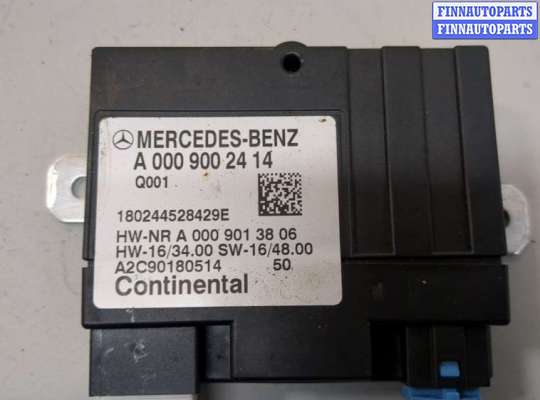 FINNAUTOPARTS
FINNAUTOPARTS
MERCEDES-BENZ
A 000 900 24 14
Q001
180244528429E
HW-NR A 000 901 38 06
HW-16/34.00 SW-16/48.00
A2C90180514 50
Continental